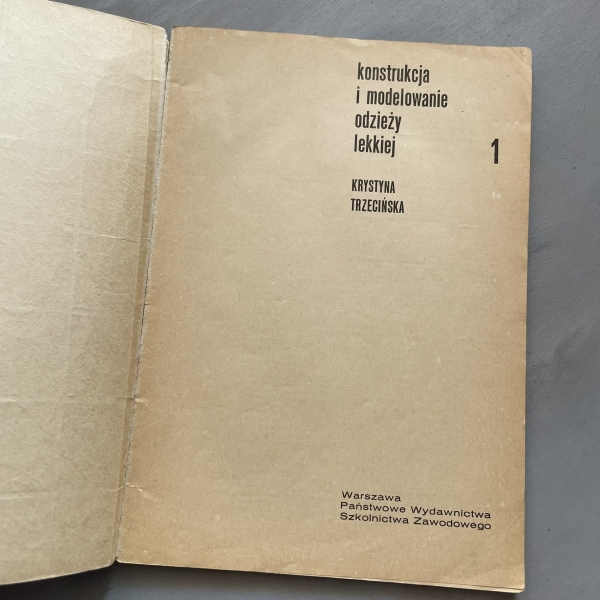 konstrukcja
i modelowanie
odzieży
lekkiej
1
KRYSTYNA
TRZECIŃSKA
Warszawa
Państwowe Wydawnictwa
Szkolnictwa Zawodowego